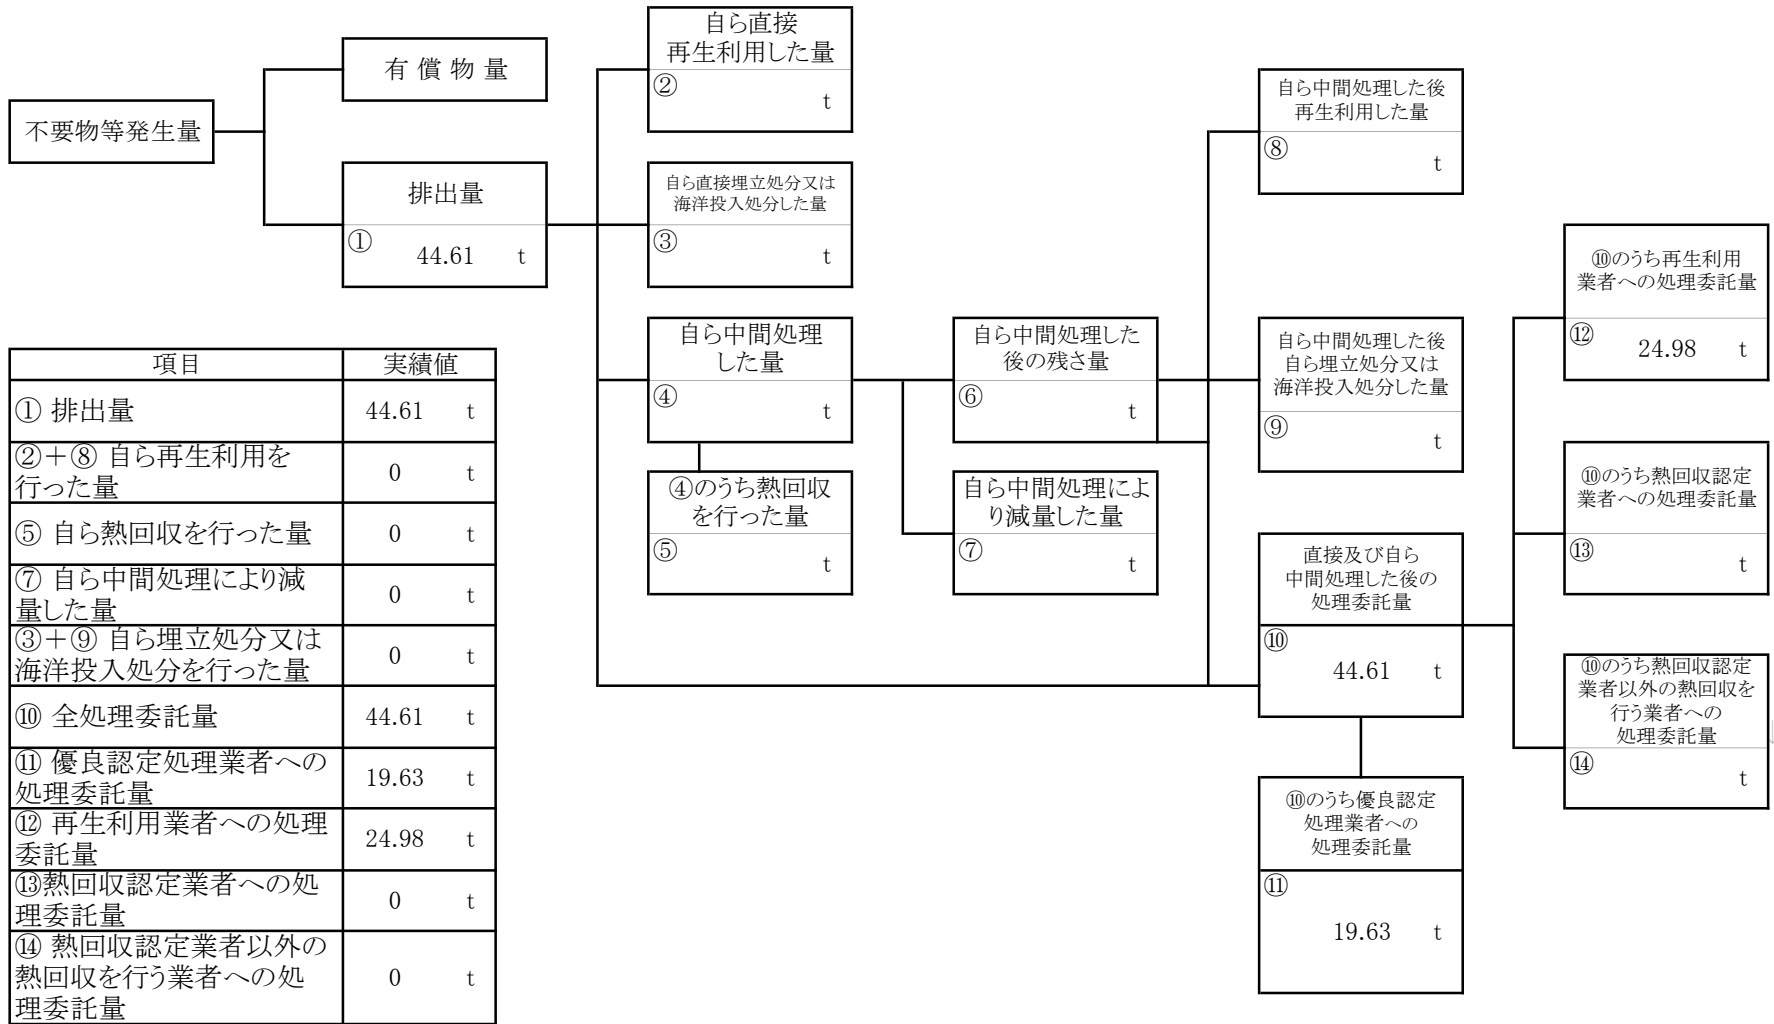 不要物等発生量
有 償 物 量
排出量
① 44.61 t
自ら直接
再生利用した量
② t
自ら直接埋立処分又は
海洋投入処分した量
③ t
自ら中間処理
した量
④ t
④のうち熱回収
を行った量
⑤ t
自ら中間処理した
後の残さ量
⑥ t
自ら中間処理によ
り減量した量
⑦ t
自ら中間処理した後
再生利用した量
⑧ t
自ら中間処理した後
自ら埋立処分又は
海洋投入処分した量
⑨ t
直接及び自ら
中間処理した後の
処理委託量
⑩
44.61 t
⑩のうち優良認定
処理業者への
処理委託量
⑪
19.63 t
⑩のうち再生利用
業者への処理委託量
⑫ 24.98 t
⑩のうち熱回収認定
業者への処理委託量
⑬ t
⑩のうち熱回収認定
業者以外の熱回収を
行う業者への
処理委託量
⑭ t
項目 実績値
① 排出量 44.61 t
②＋⑧ 自ら再生利用を
行った量 0 t
⑤ 自ら熱回収を行った量 0 t
⑦ 自ら中間処理により減
量した量 0 t
③＋⑨ 自ら埋立処分又は
海洋投入処分を行った量 0 t
⑩ 全処理委託量 44.61 t
⑪ 優良認定処理業者への
処理委託量 19.63 t
⑫ 再生利用業者への処理
委託量 24.98 t
⑬熱回収認定業者への処
理委託量 0 t
⑭ 熱回収認定業者以外の
熱回収を行う業者への処
理委託量 0 t